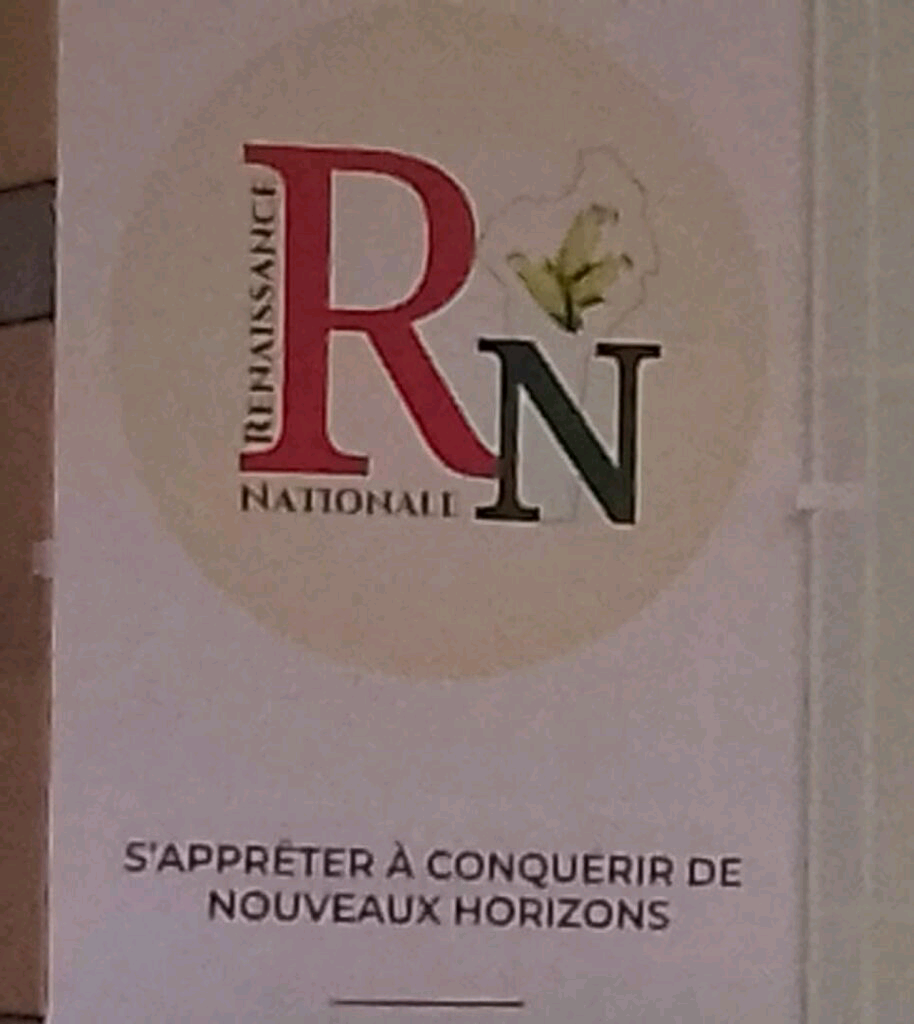 RENAISSANCE
RN
NATIONALE
S'APPRÊTER À CONQUERIR DE
NOUVEAUX HORIZONS